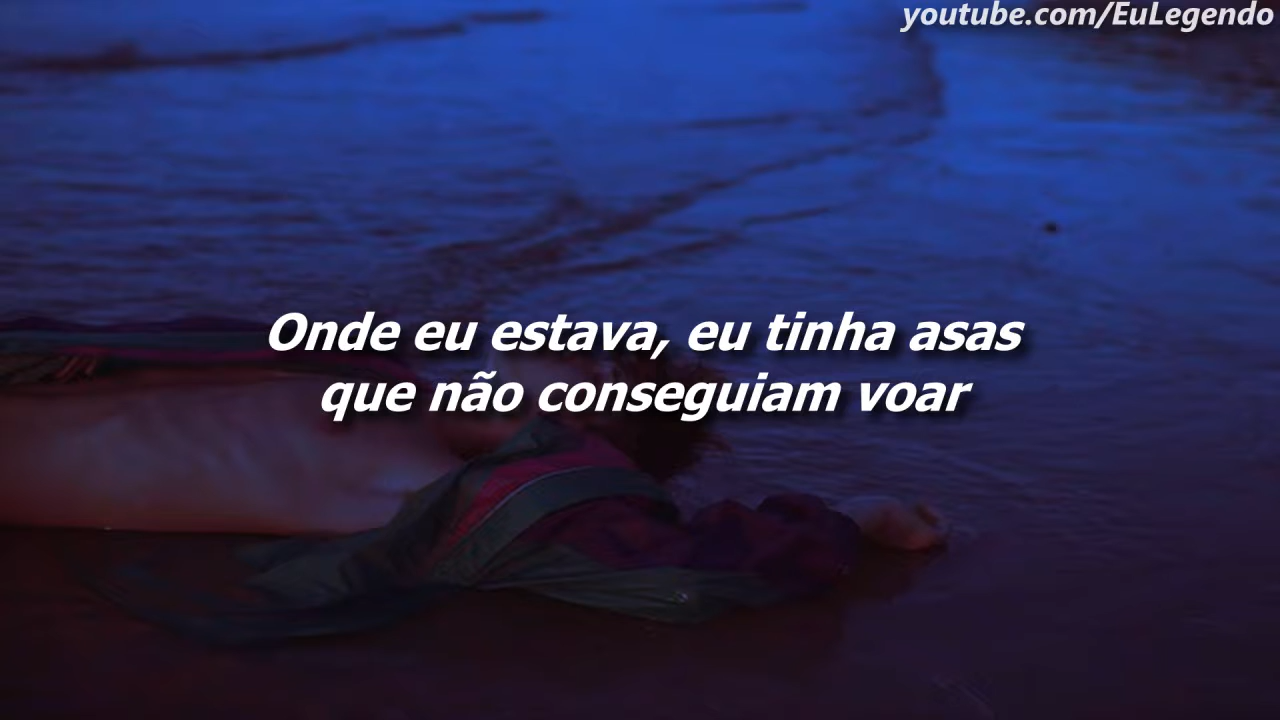 youtube.com/EuLegendo
Onde eu estava, eu tinha asas
que não conseguiam voar